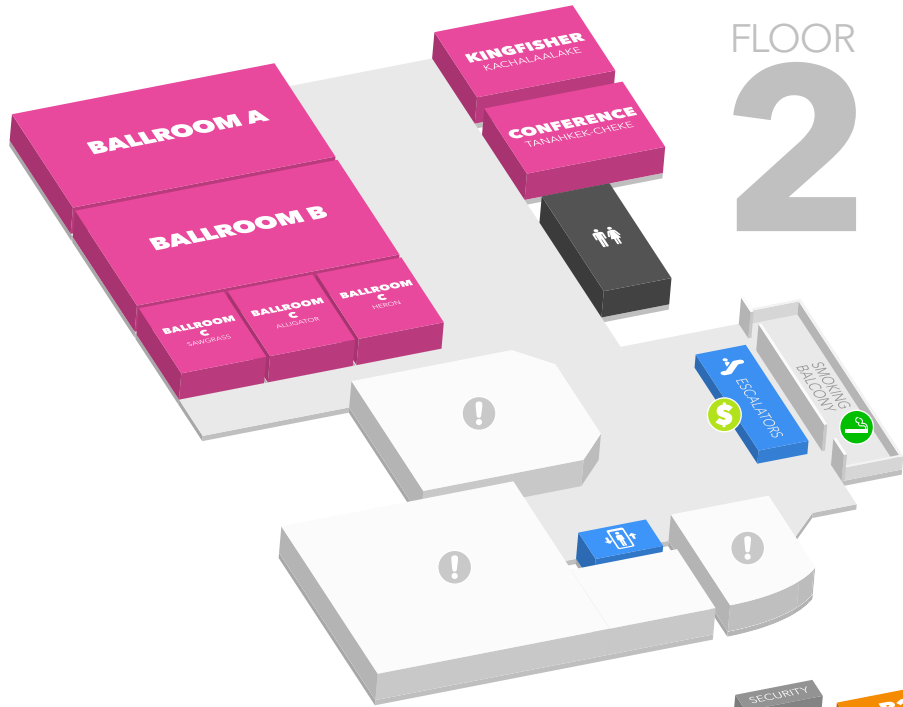 FLOOR
2
KINGFISHER
KACHALAALAKE
CONFERENCE
TANAHKEK-CHEKE
BALLROOM A
BALLROOM B
BALLROOM
C
SAWGRASS
BALLROOM
C
ALLIGATOR
BALLROOM
C
HERON
SMOKING
BALCONY
ESCALATORS
$
!
!
!
SECURITY